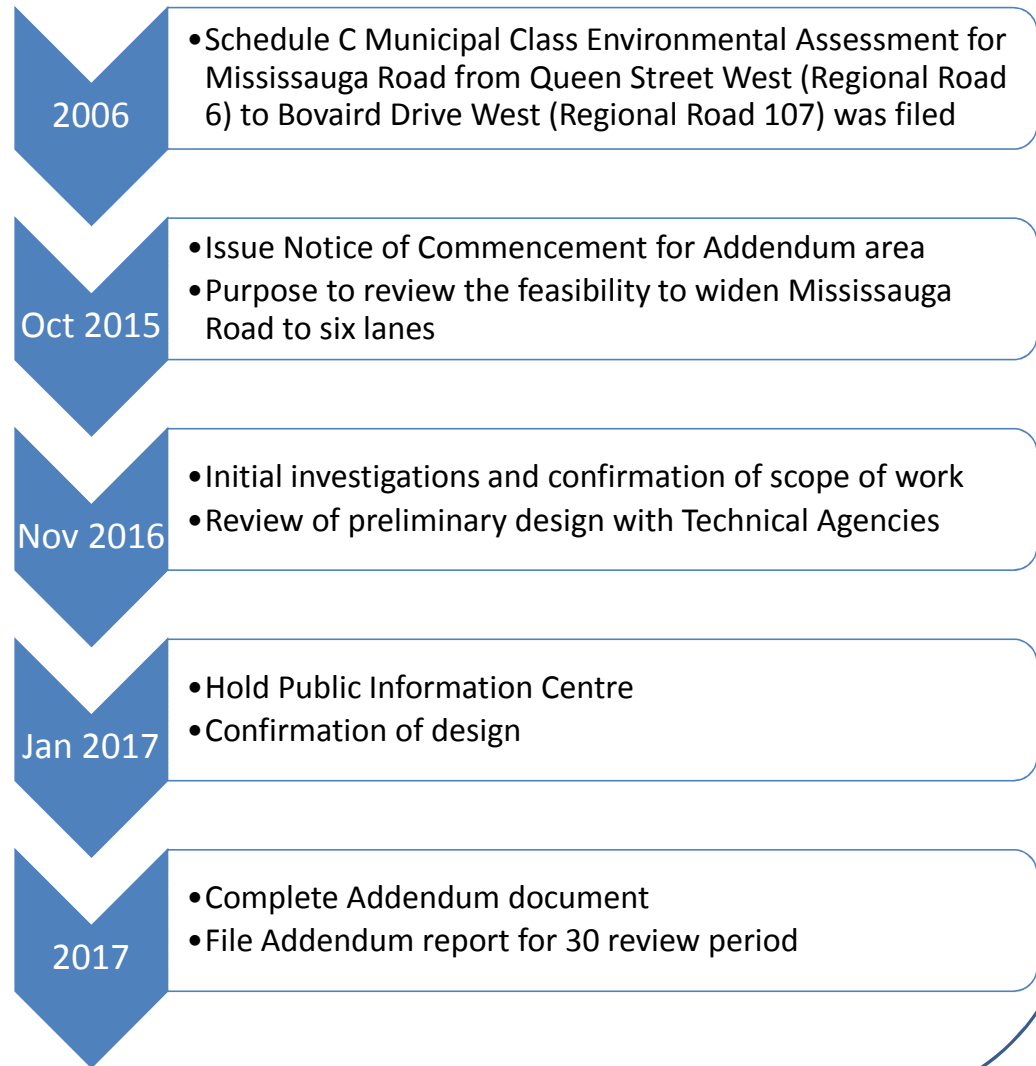 2006
•Schedule C Municipal Class Environmental Assessment for
Mississauga Road from Queen Street West (Regional Road
6) to Bovaird Drive West (Regional Road 107) was filed
Oct 2015
•Issue Notice of Commencement for Addendum area
•Purpose to review the feasibility to widen Mississauga
Road to six lanes
Nov 2016
•Initial investigations and confirmation of scope of work
•Review of preliminary design with Technical Agencies
Jan 2017
•Hold Public Information Centre
•Confirmation of design
2017
•Complete Addendum document
•File Addendum report for 30 review period